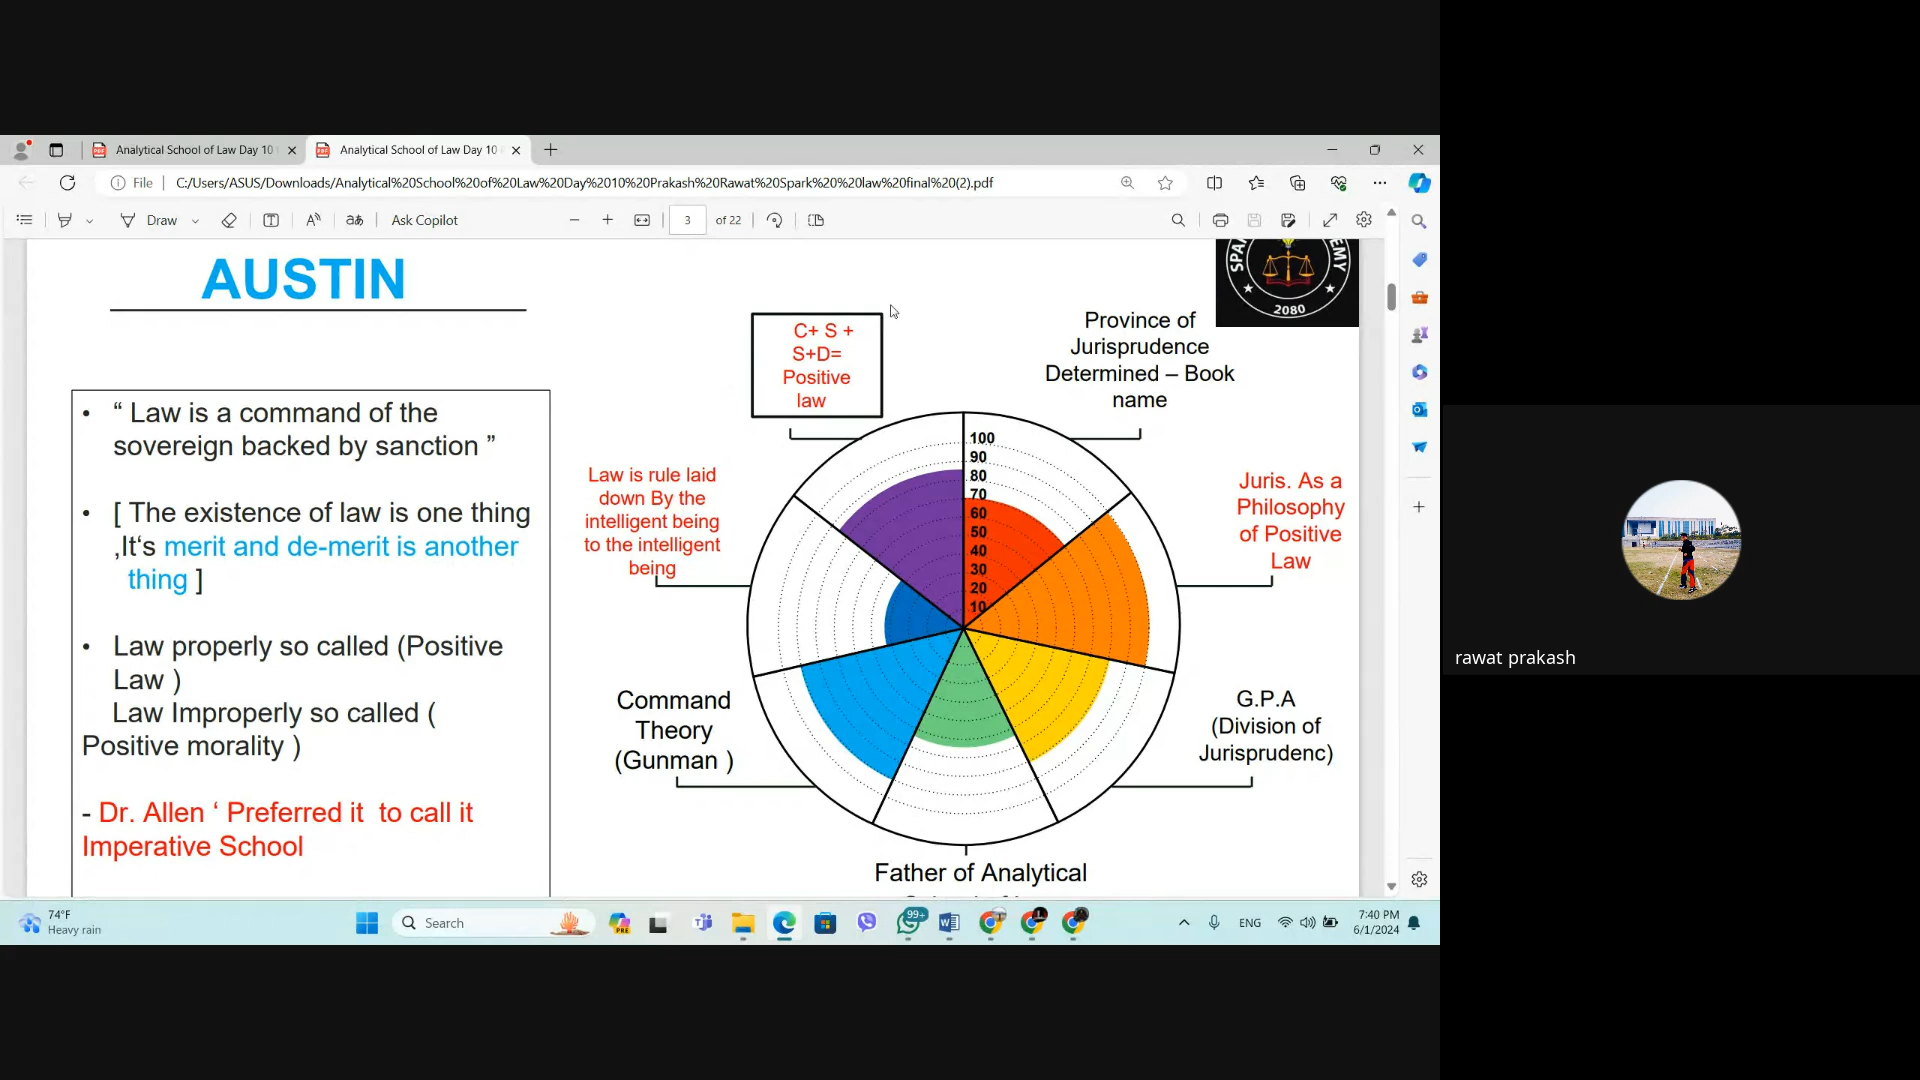 Analytical School of Law Day 10
Analytical School of Law Day 10
File
C:/Users/ASUS/Downloads/Analytical%20School%20of%20Law%20Day%2010%20Prakash%20Rawat%20Spark%20%20law%20final%20(2).pdf
Draw
aあ
Ask Copilot
3
of 22
AUSTIN
2080
C+ S +
S+D=
Positive
law
Province of
Jurisprudence
Determined – Book
name
• “ Law is a command of the
sovereign backed by sanction ”
• [ The existence of law is one thing
,It‘s merit and de-merit is another
thing ]
• Law properly so called (Positive
Law )
Law Improperly so called (
Positive morality )
- Dr. Allen ‘ Preferred it  to call it
Imperative School
Law is rule laid
down By the
intelligent being
to the intelligent
being
100
90
80
70
60
50
40
30
20
10
Juris. As a
Philosophy
of Positive
Law
Command
Theory
(Gunman )
G.P.A
(Division of
Jurisprudenc)
Father of Analytical
rawat prakash
74°F
Heavy rain
Search
PRE
99+
ENG
7:40 PM
6/1/2024